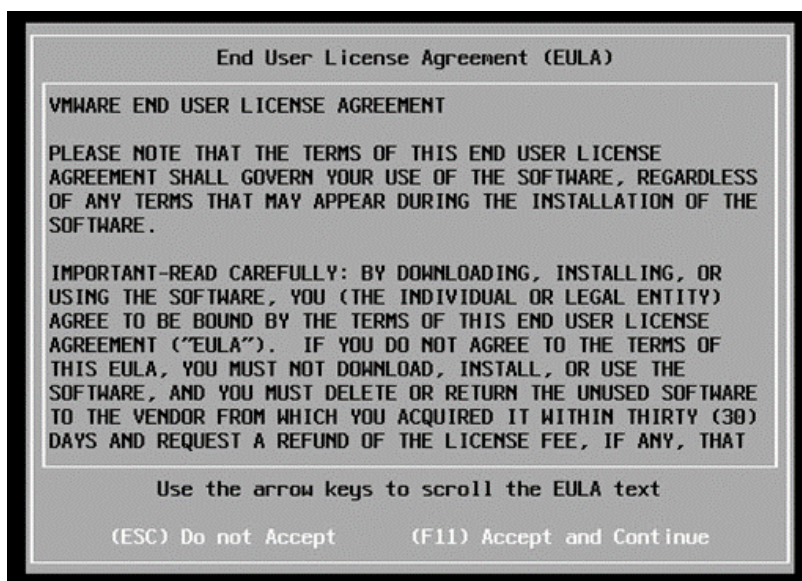 End User License Agreement (EULA)
VMWARE END USER LICENSE AGREEMENT
PLEASE NOTE THAT THE TERMS OF THIS END USER LICENSE
AGREEMENT SHALL GOVERN YOUR USE OF THE SOFTWARE, REGARDLESS
OF ANY TERMS THAT MAY APPEAR DURING THE INSTALLATION OF THE
SOFTWARE.
IMPORTANT-READ CAREFULLY: BY DOWNLOADING, INSTALLING, OR
USING THE SOFTWARE, YOU (THE INDIVIDUAL OR LEGAL ENTITY)
AGREE TO BE BOUND BY THE TERMS OF THIS END USER LICENSE
AGREEMENT ("EULA").  IF YOU DO NOT AGREE TO THE TERMS OF
THIS EULA, YOU MUST NOT DOWNLOAD, INSTALL, OR USE THE
SOFTWARE, AND YOU MUST DELETE OR RETURN THE UNUSED SOFTWARE
TO THE VENDOR FROM WHICH YOU ACQUIRED IT WITHIN THIRTY (30)
DAYS AND REQUEST A REFUND OF THE LICENSE FEE, IF ANY, THAT
Use the arrow keys to scroll the EULA text
(ESC) Do not Accept (F11) Accept and Continue